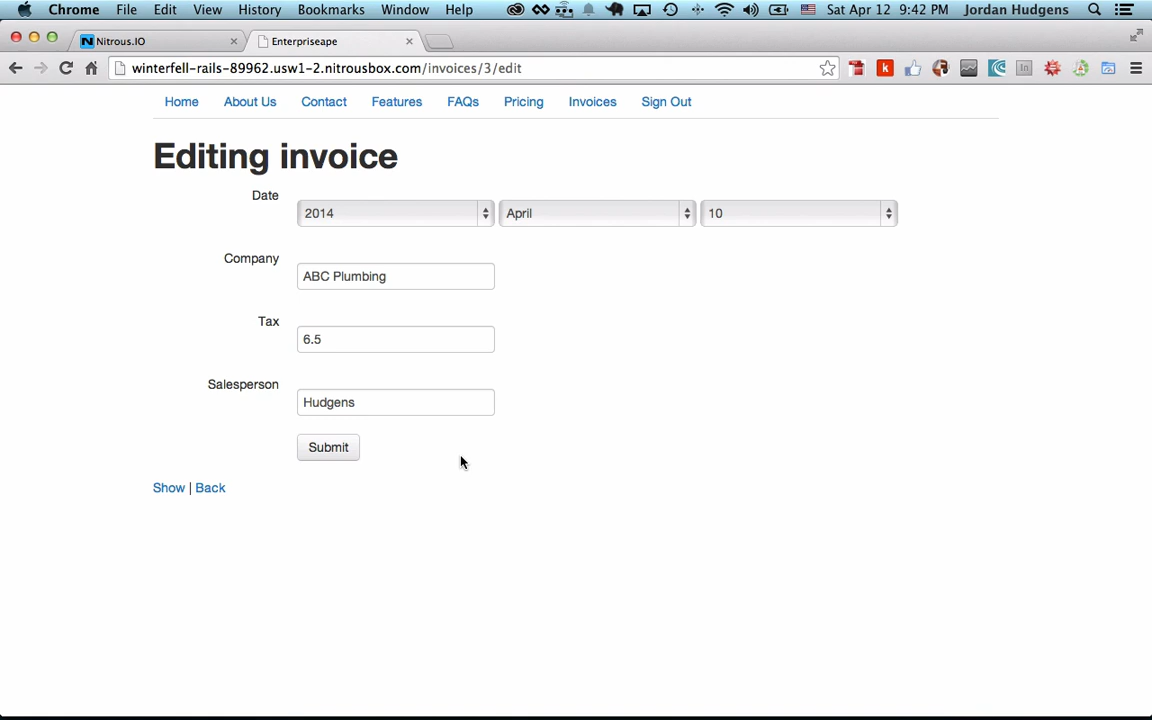 Chrome File Edit View History Bookmarks Window Help Sat Apr 12 9:42 PM Jordan Hudgens
Nitrous.IO Enterpriseape
winterfell-rails-89962.usw1-2.nitrousbox.com/invoices/3/edit
Home About Us Contact Features FAQs Pricing Invoices Sign Out
Editing invoice
Date
2014 April 10
Company
ABC Plumbing
Tax
6.5
Salesperson
Hudgens
Submit
Show | Back